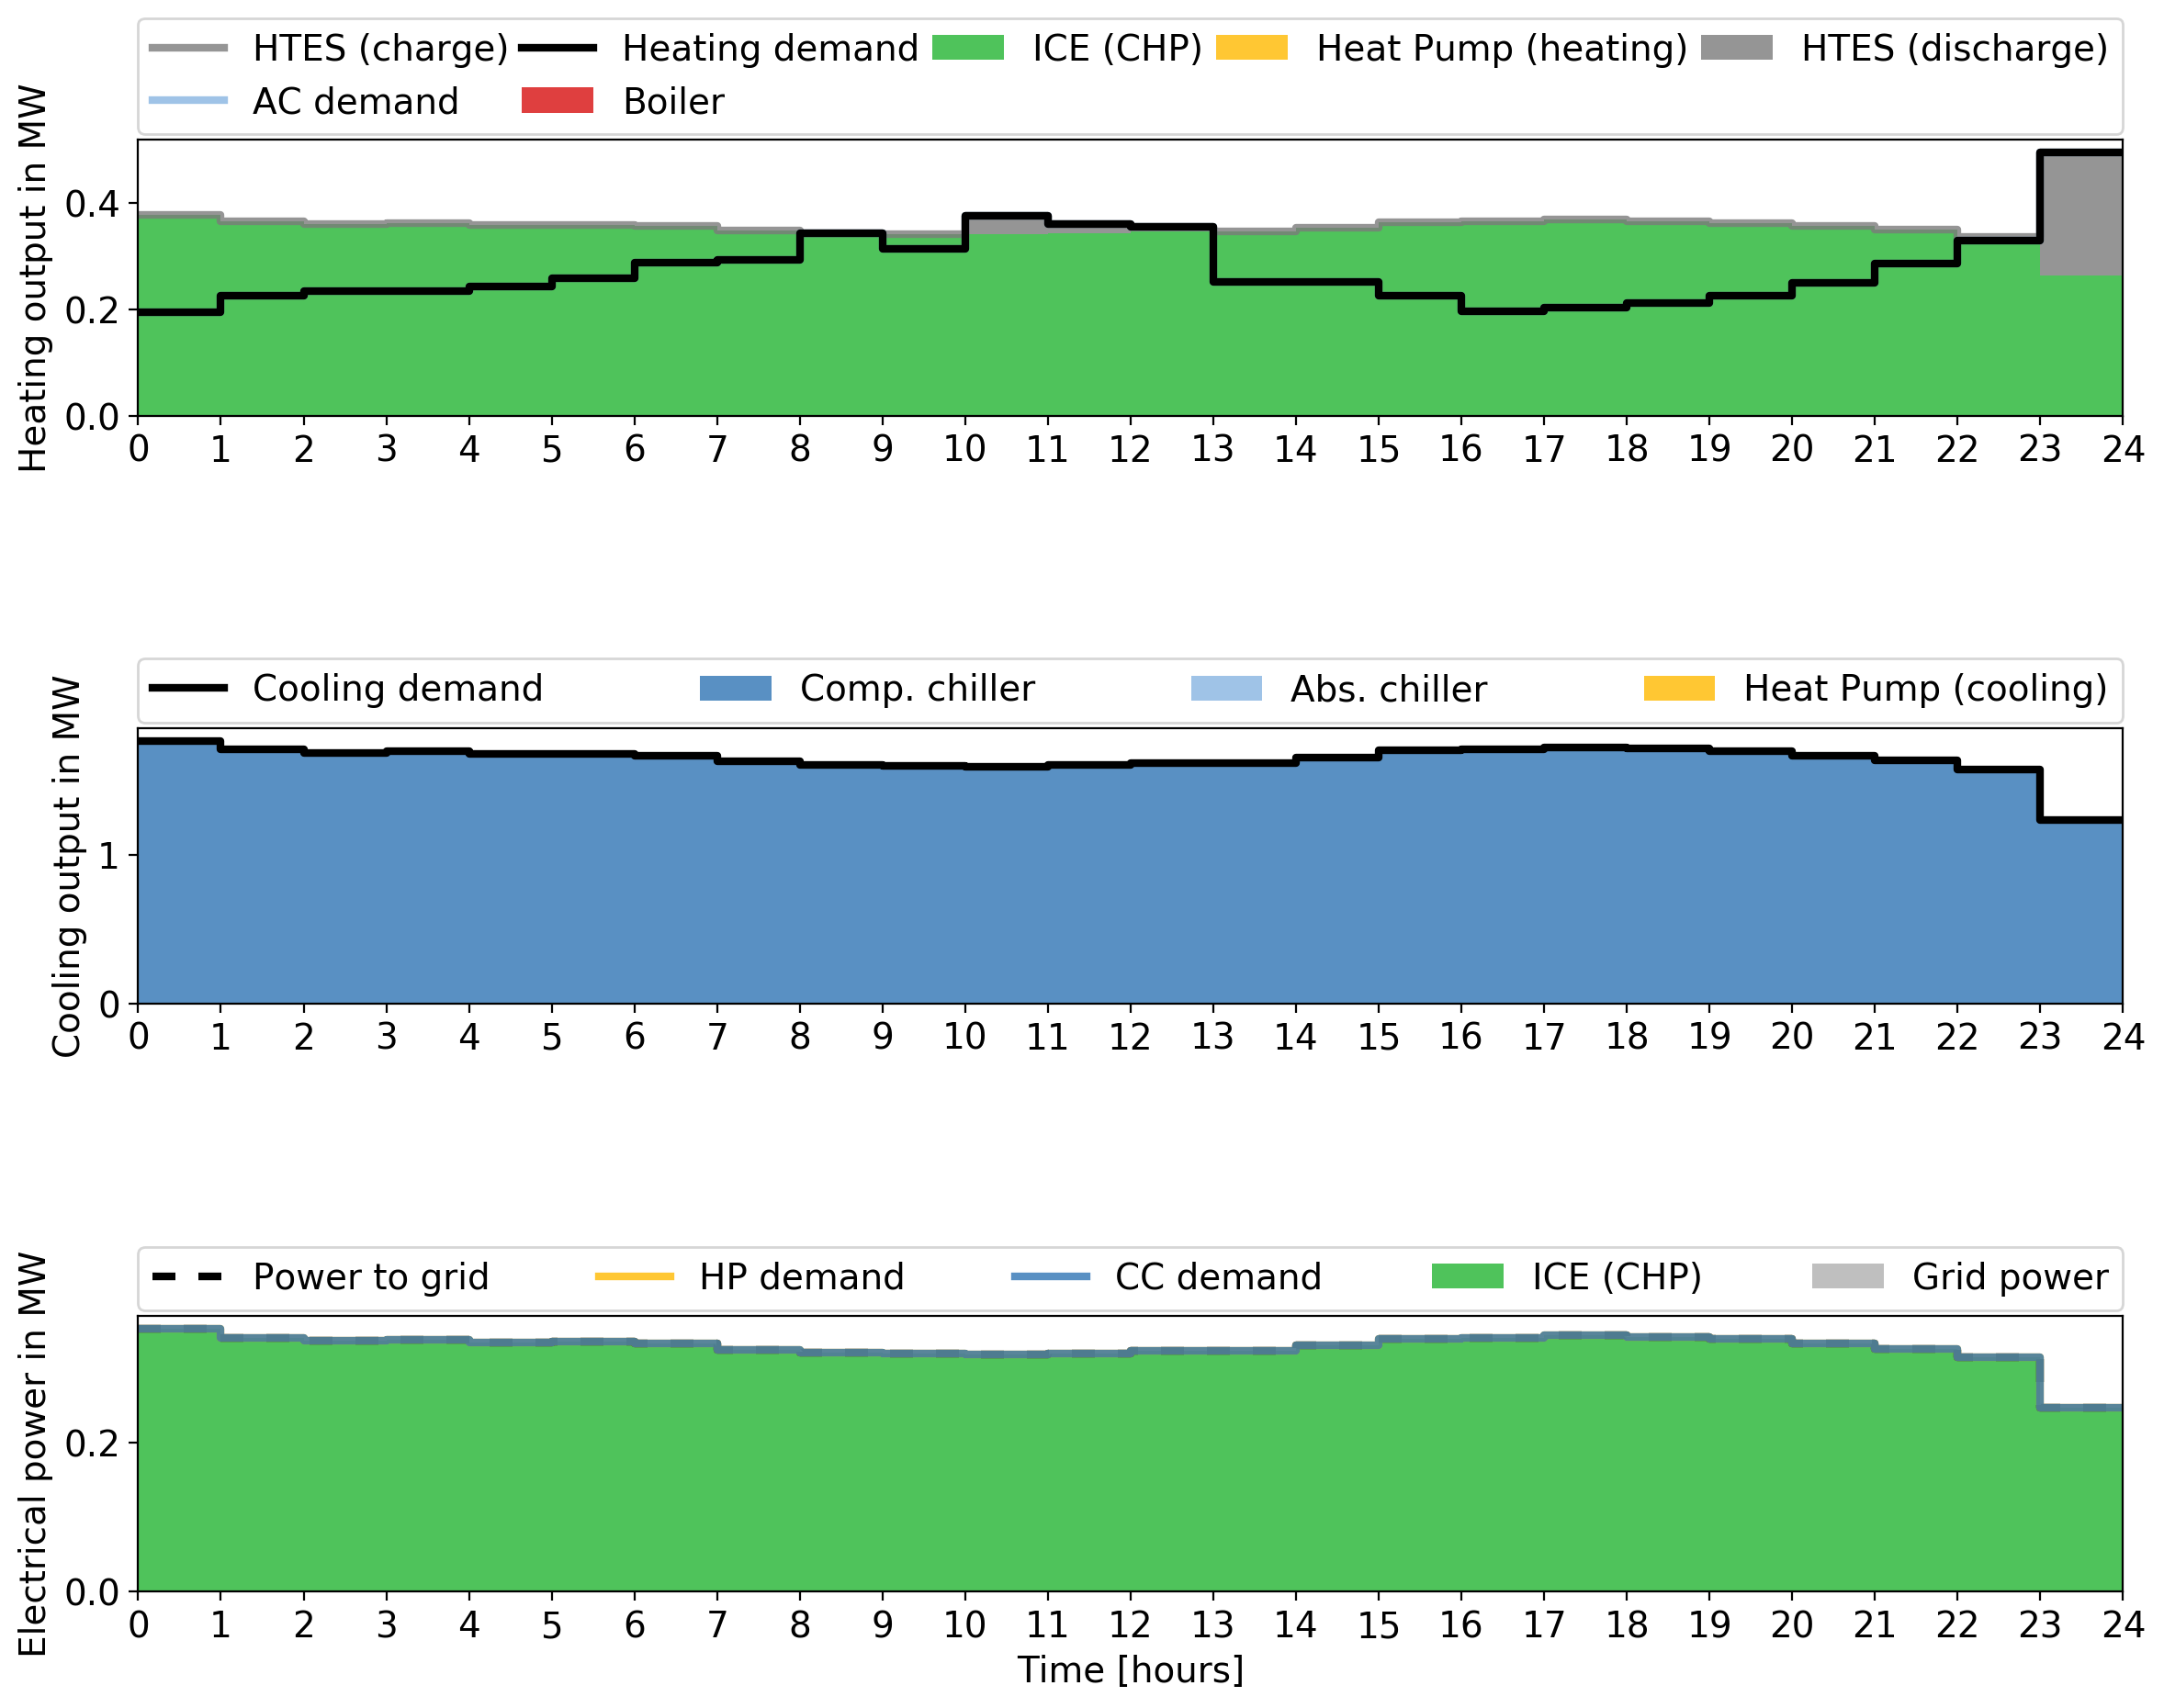 HTES (charge) Heating demand ICE (CHP) Heat Pump (heating) HTES (discharge)
AC demand Boiler
Heating output in MW
0.4
0.2
0.0
0 1 2 3 4 5 6 7 8 9 10 11 12 13 14 15 16 17 18 19 20 21 22 23 24
Cooling demand Comp. chiller Abs. chiller Heat Pump (cooling)
Cooling output in MW
1
0
0 1 2 3 4 5 6 7 8 9 10 11 12 13 14 15 16 17 18 19 20 21 22 23 24
Power to grid HP demand CC demand ICE (CHP) Grid power
Electrical power in MW
0.2
0.0
0 1 2 3 4 5 6 7 8 9 10 11 12 13 14 15 16 17 18 19 20 21 22 23 24
Time [hours]